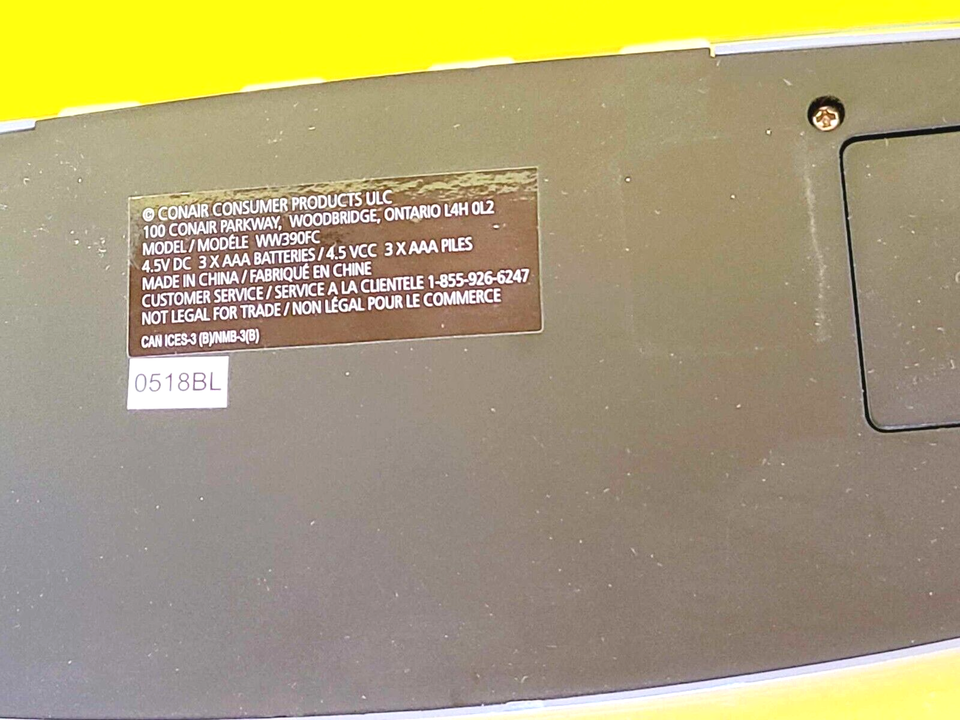 © CONAIR CONSUMER PRODUCTS ULC
100 CONAIR PARKWAY, WOODBRIDGE, ONTARIO L4H 0L2
MODEL / MODÉLE WW390FC
4.5V DC 3 X AAA BATTERIES / 4.5 VCC 3 X AAA PILES
MADE IN CHINA / FABRIQUÉ EN CHINE
CUSTOMER SERVICE / SERVICE A LA CLIENTELE 1-855-926-6247
NOT LEGAL FOR TRADE / NON LÉGAL POUR LE COMMERCE
CAN ICES-3 (B)/NMB-3(B)
0518BL